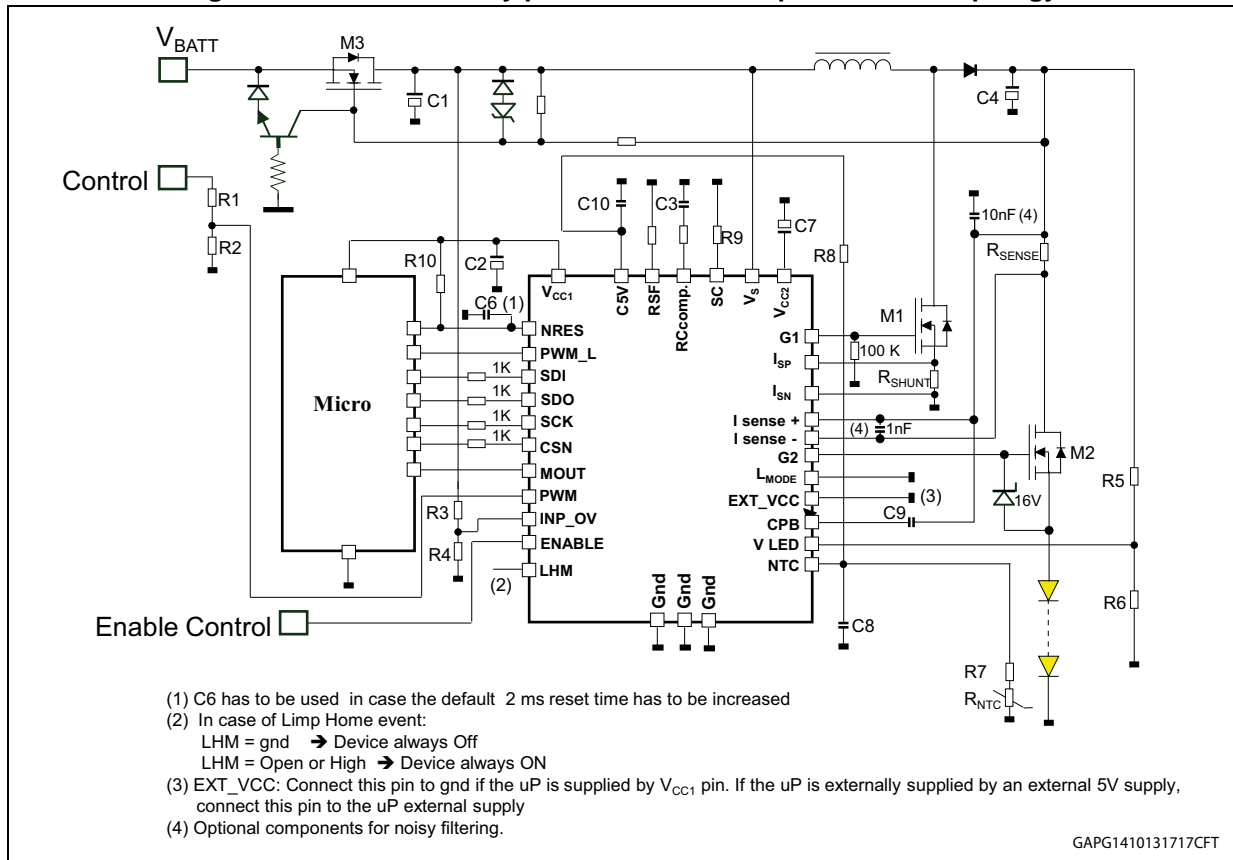 V_BATT
M3
C1
C4
Control
R1
R2
C10
C3
R9
C7
R8
10nF (4)
R_SENSE
R10
C2
C6 (1)
V_CC1
C5V
RSF
RCcomp.
SC
V_S
V_CC2
Micro
NRES
PWM_L
SDI
SDO
SCK
CSN
MOUT
PWM
INP_OV
ENABLE
LHM
1K
1K
1K
1K
R3
R4
(2)
G1
I_SP
I_SN
I sense +
I sense -
G2
L_MODE
EXT_VCC
CPB
V LED
NTC
M1
100 K
R_SHUNT
(4)
1nF
M2
16V
(3)
C9
R5
R6
Gnd
Gnd
Gnd
C8
R7
R_NTC
Enable Control
(1) C6 has to be used in case the default 2 ms reset time has to be increased
(2) In case of Limp Home event:
LHM = gnd ➔ Device always Off
LHM = Open or High ➔ Device always ON
(3) EXT_VCC: Connect this pin to gnd if the uP is supplied by V_CC1 pin. If the uP is externally supplied by an external 5V supply,
connect this pin to the uP external supply
(4) Optional components for noisy filtering.
GAPG1410131717CFT